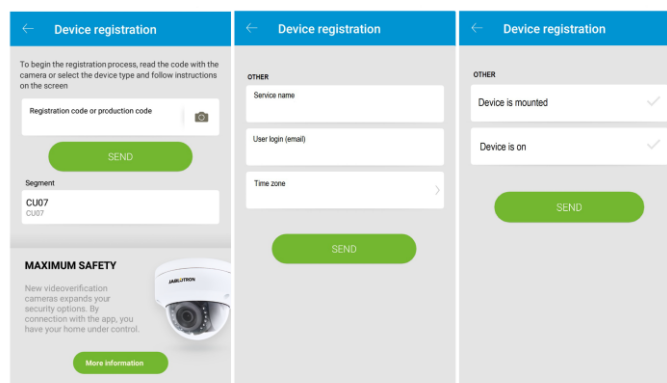 Device registration
To begin the registration process, read the code with the
camera or select the device type and follow instructions
on the screen
Registration code or production code
SEND
Segment
CU07
CU07
MAXIMUM SAFETY
New videoverification
cameras expands your
security options. By
connection with the app, you
have your home under control.
JABLOTRON
More Information
Device registration
OTHER
Service name
User login (email)
Time zone
SEND
Device registration
OTHER
Device is mounted
Device is on
SEND